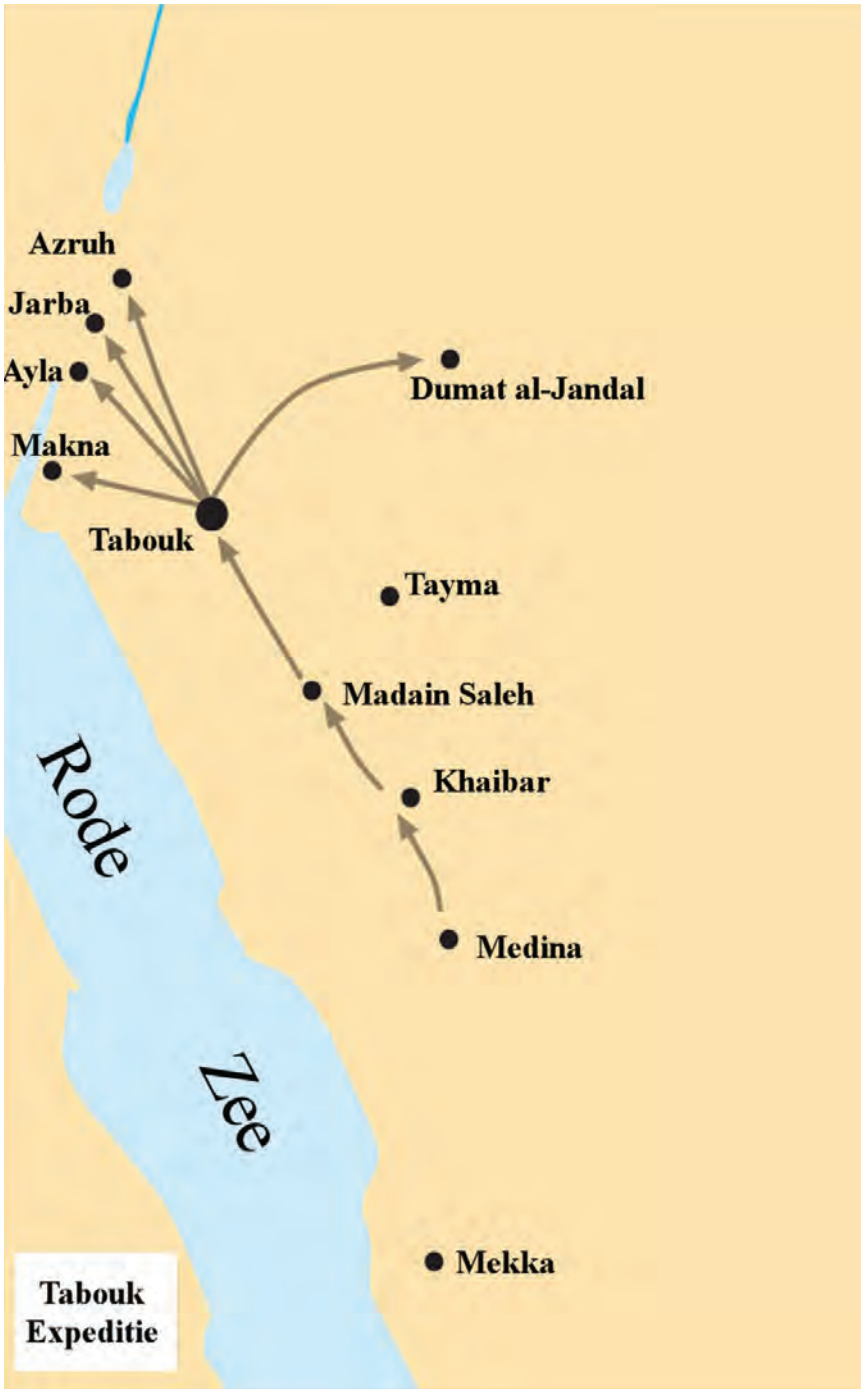 Azruh
Jarba
Ayla
Dumat al-Jandal
Makna
Tabouk
Tayma
Madain Saleh
Khaibar
Rode
Medina
Zee
Mekka
Tabouk
Expeditie